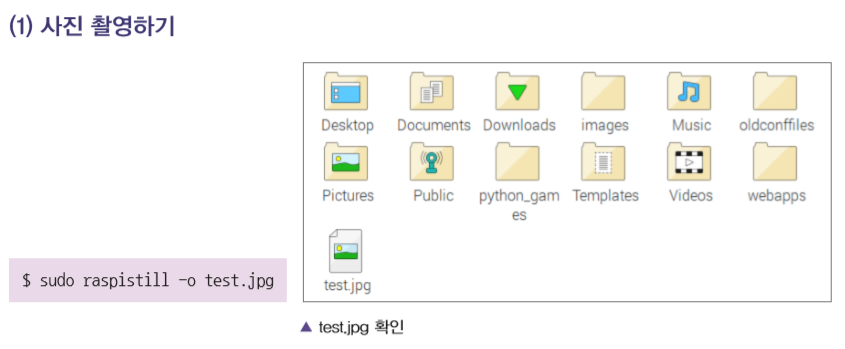 (1) 사진 촬영하기
Desktop Documents Downloads images Music oldconffiles
Pictures Public python_gam Templates Videos webapps
es
$ sudo raspistill -o test.jpg
test.jpg
▲ test.jpg 확인